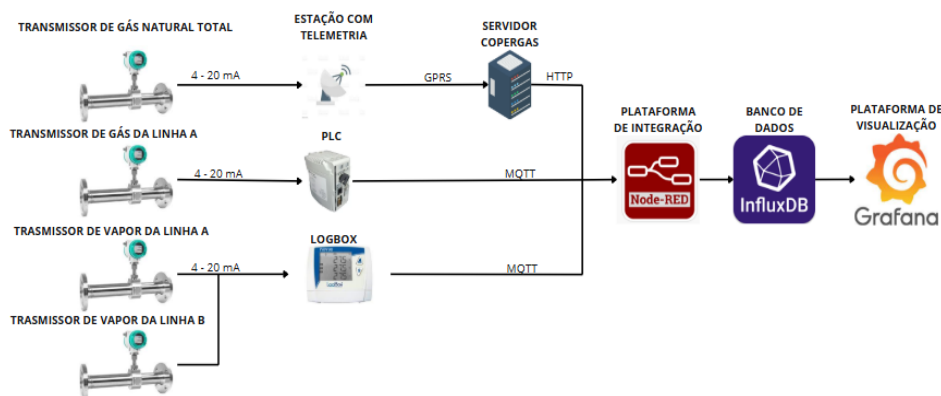 TRANSMISSOR DE GÁS NATURAL TOTAL
4 - 20 mA
ESTAÇÃO COM
TELEMETRIA
GPRS
SERVIDOR
COPERGAS
HTTP
TRANSMISSOR DE GÁS DA LINHA A
4 - 20 mA
PLC
MQTT
TRASMISSOR DE VAPOR DA LINHA A
4 - 20 mA
LOGBOX
MQTT
TRASMISSOR DE VAPOR DA LINHA B
PLATAFORMA
DE INTEGRAÇÃO
Node-RED
BANCO DE
DADOS
InfluxDB
PLATAFORMA DE
VISUALIZAÇÃO
Grafana